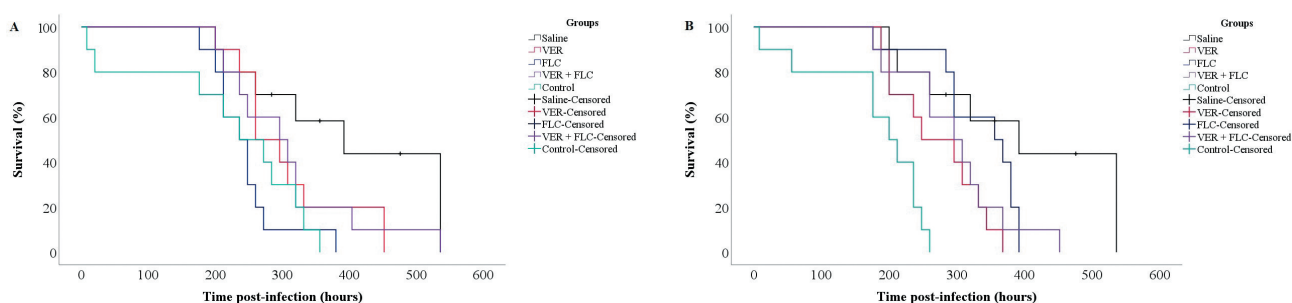 A
Survival (%)
100
80
60
40
20
0
0 100 200 300 400 500 600
Time post-infection (hours)
Groups
Saline
VER
FLC
VER + FLC
Control
Saline-Censored
VER-Censored
FLC-Censored
VER + FLC-Censored
Control-Censored
B
Survival (%)
100
80
60
40
20
0
0 100 200 300 400 500 600
Time post-infection (hours)
Groups
Saline
VER
FLC
VER + FLC
Control
Saline-Censored
VER-Censored
FLC-Censored
VER + FLC-Censored
Control-Censored